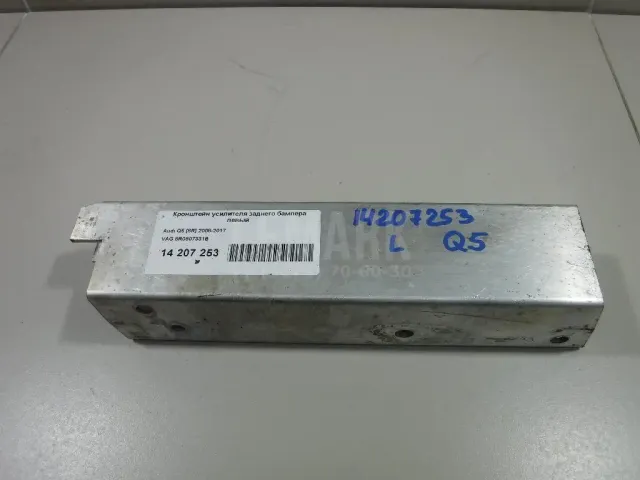 Кронштейн усилителя заднего бампера
левый
Audi Q5 [8R] 2008-2017
VAG 8R0807331B
14 207 253
14207253
L Q5